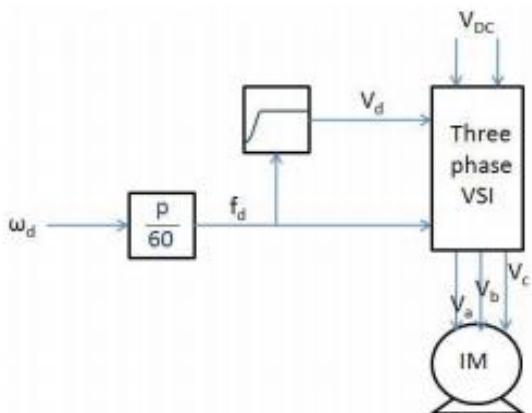 V_DC
V_d
Three
phase
VSI
ω_d
p
60
f_d
V_a
V_b
V_c
IM